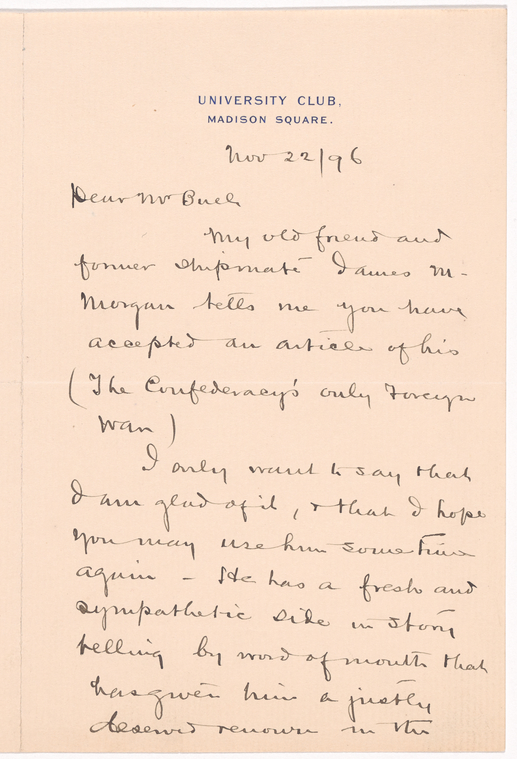 UNIVERSITY CLUB,
MADISON SQUARE.
Nov 22/96
Dear Mr Buel
My old friend and
former shipmate James M.
Morgan tells me you have
accepted an article of his
(The Confederacy's only Foreign
War)
I only want to say that
I am glad of it, & that I hope
you may use him some time
again - He has a fresh and
sympathetic side in story
telling by word of mouth that
has given him a justly
deserved renown in the